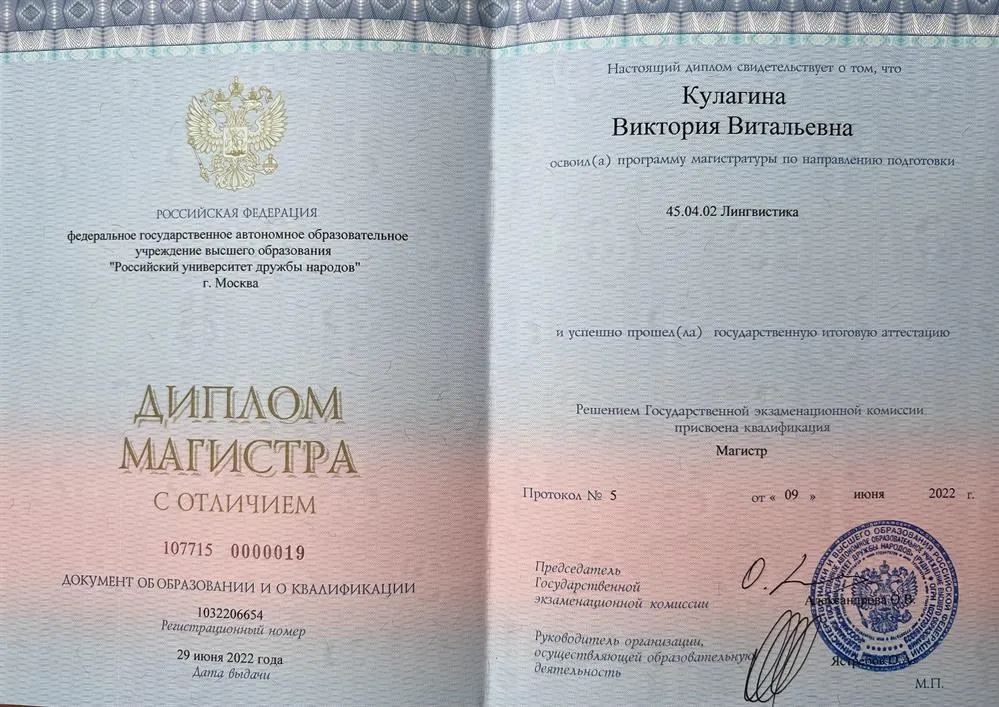 РОССИЙСКАЯ ФЕДЕРАЦИЯ
федеральное государственное автономное образовательное
учреждение высшего образования
"Российский университет дружбы народов"
г. Москва
ДИПЛОМ
МАГИСТРА
С ОТЛИЧИЕМ
107715 0000019
ДОКУМЕНТ ОБ ОБРАЗОВАНИИ И О КВАЛИФИКАЦИИ
1032206654
Регистрационный номер
29 июня 2022 года
Дата выдачи
Настоящий диплом свидетельствует о том, что
Кулагина
Виктория Витальевна
освоил(а) программу магистратуры по направлению подготовки
45.04.02 Лингвистика
и успешно прошел(ла) государственную итоговую аттестацию
Решением Государственной экзаменационной комиссии
присвоена квалификация
Магистр
Протокол № 5 от « 09 » июня 2022 г.
Председатель
Государственной
экзаменационной комиссии
Александрова О.В.
Руководитель организации,
осуществляющей образовательную
деятельность
Ястребов О.А.
М.П.